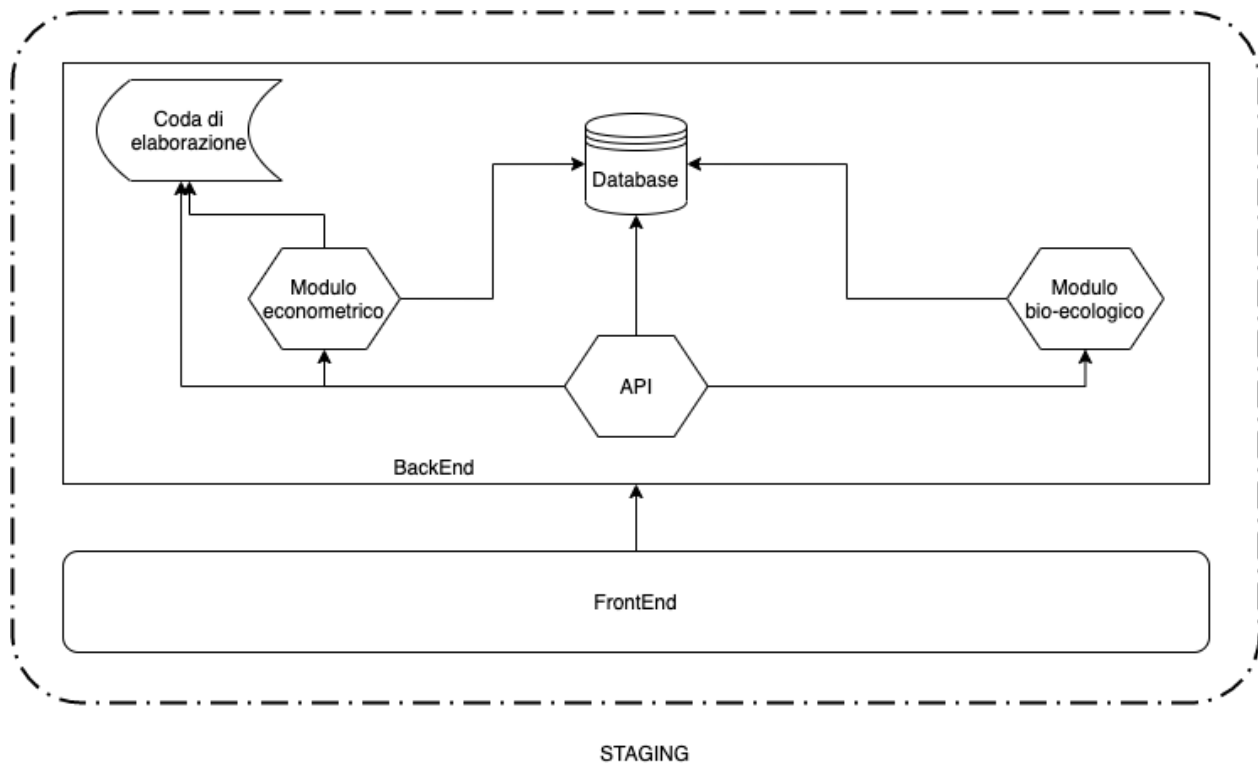 Coda di
elaborazione
Database
Modulo
econometrico
Modulo
bio-ecologico
API
BackEnd
FrontEnd
STAGING